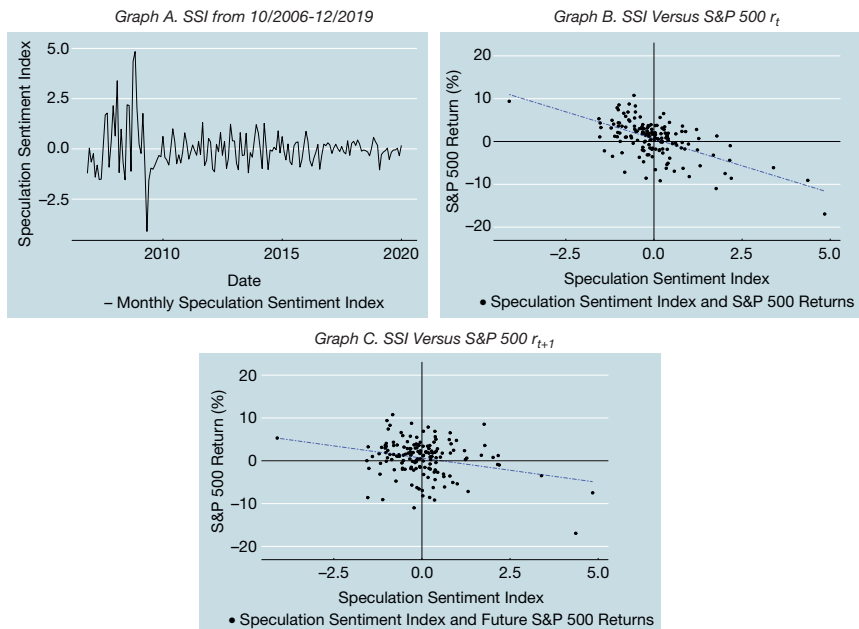 Graph A. SSI from 10/2006-12/2019
Speculation Sentiment Index
5.0
2.5
0.0
−2.5
2010
2015
2020
Date
– Monthly Speculation Sentiment Index
Graph B. SSI Versus S&P 500 rt
S&P 500 Return (%)
20
10
0
−10
−20
−2.5
0.0
2.5
5.0
Speculation Sentiment Index
• Speculation Sentiment Index and S&P 500 Returns
Graph C. SSI Versus S&P 500 rt+1
S&P 500 Return (%)
20
10
0
−10
−20
−2.5
0.0
2.5
5.0
Speculation Sentiment Index
• Speculation Sentiment Index and Future S&P 500 Returns